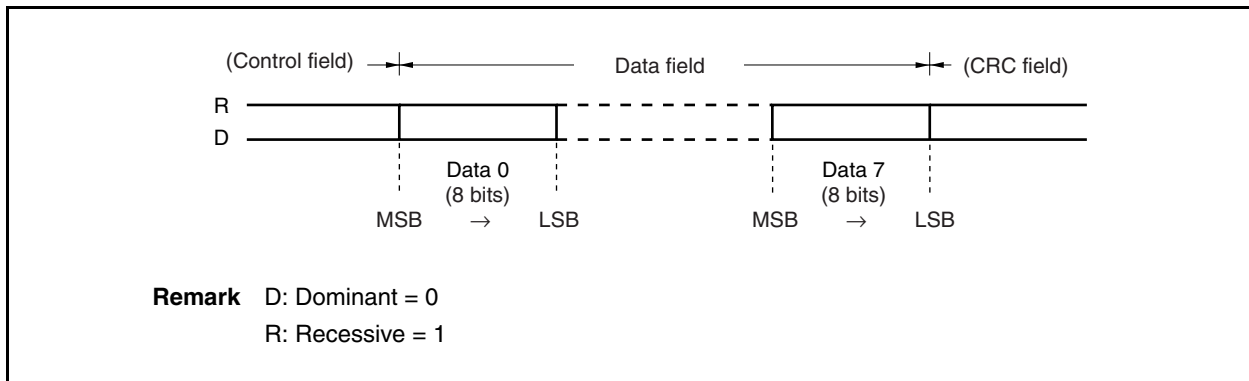 (Control field) Data field (CRC field)
R
D
Data 0 Data 7
(8 bits) (8 bits)
MSB → LSB MSB → LSB
Remark D: Dominant = 0
R: Recessive = 1